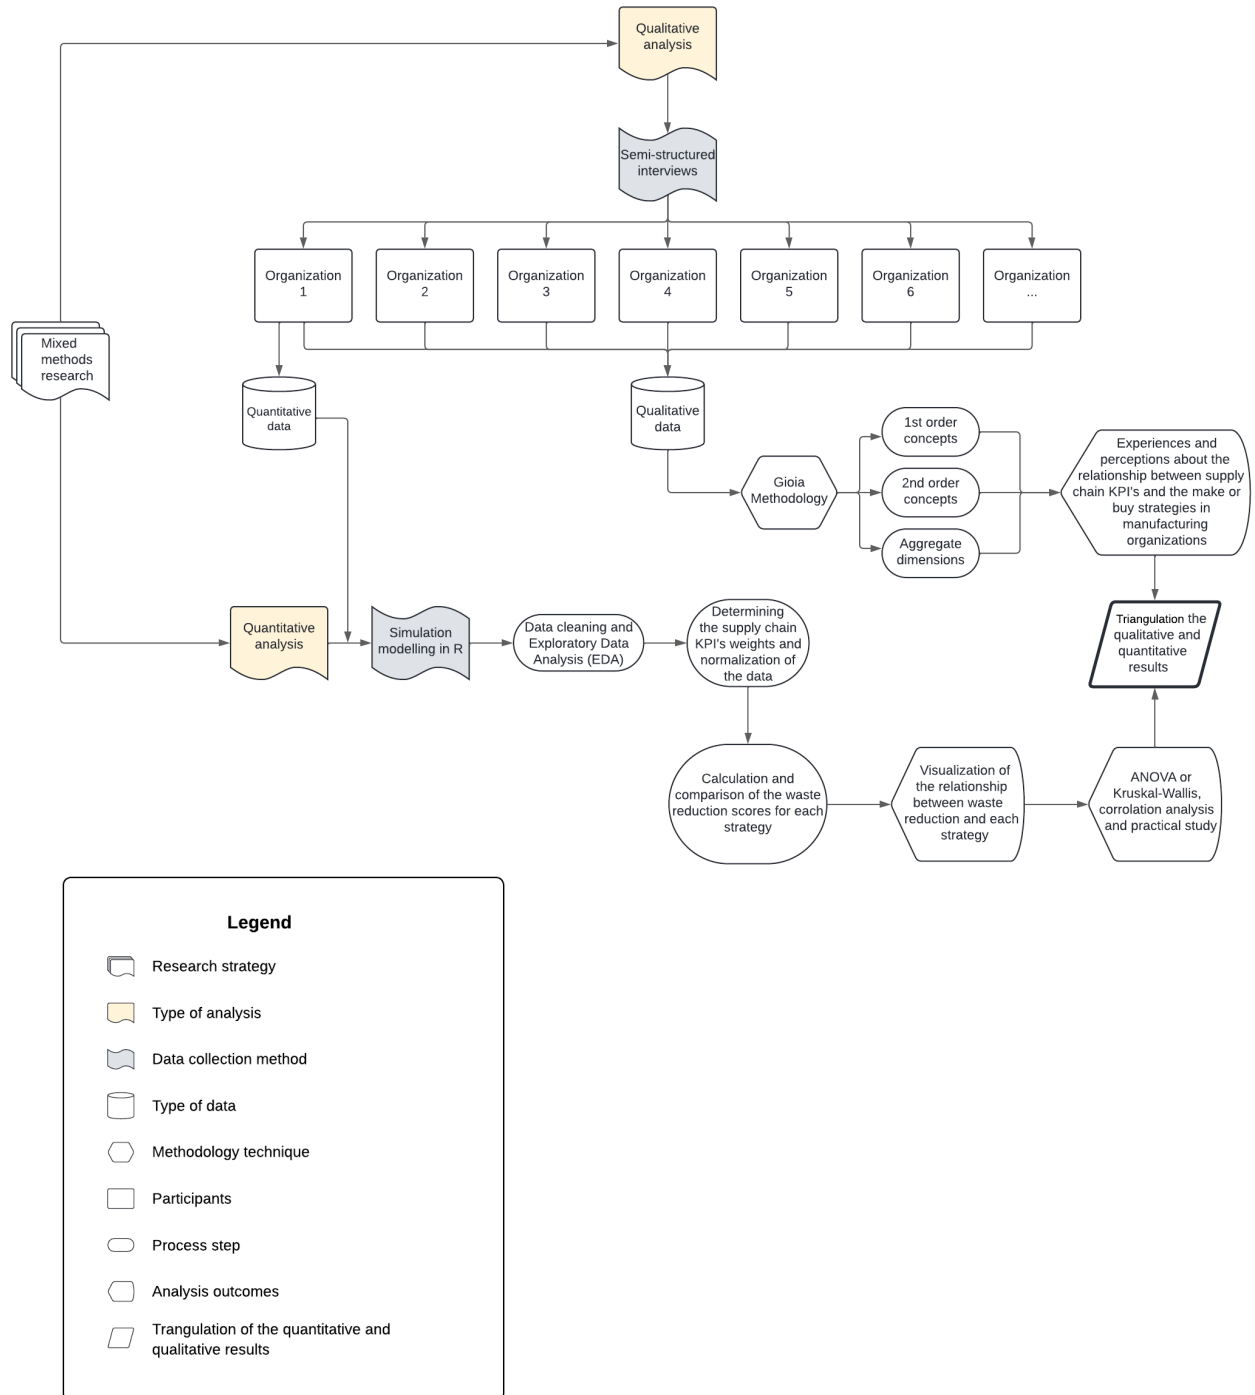 Qualitative
analysis
Semi-structured
interviews
Organization
1
Organization
2
Organization
3
Organization
4
Organization
5
Organization
6
Organization
...
Mixed
methods
research
Quantitative
data
Qualitative
data
Gioia
Methodology
1st order
concepts
2nd order
concepts
Aggregate
dimensions
Experiences and
perceptions about the
relationship between supply
chain KPI's and the make or
buy strategies in
manufacturing
organizations
Quantitative
analysis
Simulation
modelling in R
Data cleaning and
Exploratory Data
Analysis (EDA)
Determining
the supply chain
KPI's weights and
normalization of
the data
Triangulation the
qualitative and
quantitative
results
Calculation and
comparison of the waste
reduction scores for each
strategy
Visualization of
the relationship
between waste
reduction and each
strategy
ANOVA or
Kruskal-Wallis,
corrolation analysis
and practical study
Legend
Research strategy
Type of analysis
Data collection method
Type of data
Methodology technique
Participants
Process step
Analysis outcomes
Trangulation of the quantitative and
qualitative results